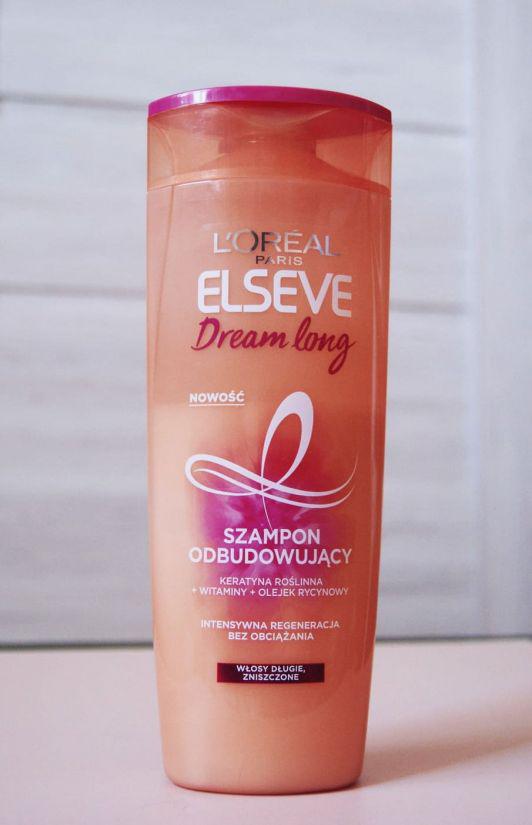 L'ORÉAL
PARIS
ELSEVE
Dream long
NOWOŚĆ
SZAMPON
ODBUDOWUJĄCY
KERATYNA ROŚLINNA
+ WITAMINY + OLEJEK RYCYNOWY
INTENSYWNA REGENERACJA
BEZ OBCIĄŻANIA
WŁOSY DŁUGIE,
ZNISZCZONE